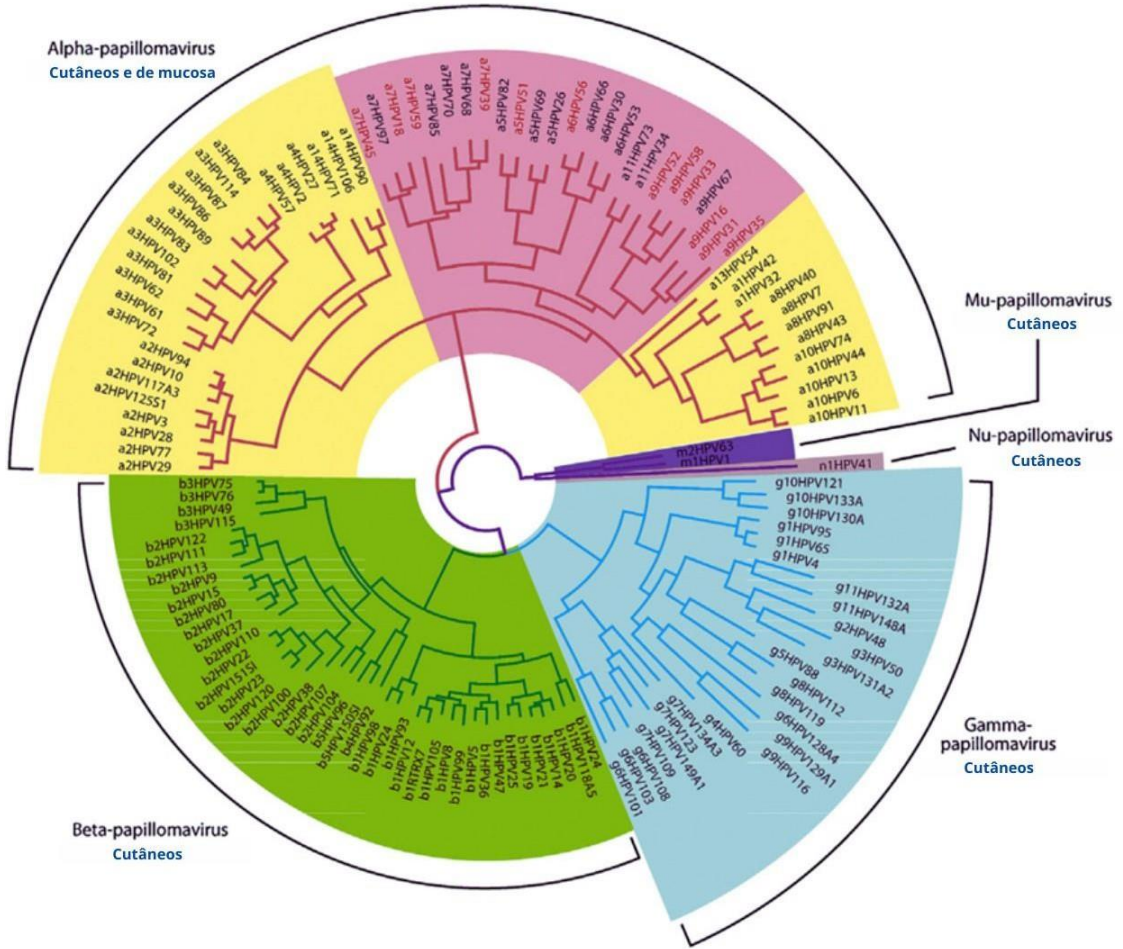 Alpha-papillomavirus
Cutâneos e de mucosa
a2HPV29
a2HPV77
a2HPV28
a2HPV3
a2HPV125S1
a2HPV117A3
a2HPV10
a2HPV94
a3HPV72
a3HPV61
a3HPV62
a3HPV81
a3HPV102
a3HPV83
a3HPV89
a3HPV86
a3HPV87
a3HPV114
a3HPV84
a4HPV57
a4HPV2
a4HPV27
a14HPV71
a14HPV106
a14HPV90
a7HPV45
a7HPV97
a7HPV18
a7HPV59
a7HPV85
a7HPV70
a7HPV68
a7HPV39
a5HPV82
a5HPV51
a5HPV69
a5HPV26
a6HPV56
a6HPV66
a6HPV30
a6HPV53
a11HPV73
a11HPV34
a9HPV52
a9HPV58
a9HPV33
a9HPV67
a9HPV16
a9HPV31
a9HPV35
a13HPV54
a1HPV42
a1HPV32
a8HPV40
a8HPV7
a8HPV91
a8HPV43
a10HPV74
a10HPV44
a10HPV13
a10HPV6
a10HPV11
Mu-papillomavirus
Cutâneos
m2HPV63
m1HPV1
Nu-papillomavirus
Cutâneos
n1HPV41
g10HPV121
g10HPV133A
g10HPV130A
g1HPV95
g1HPV65
g1HPV4
g11HPV132A
g11HPV148A
g2HPV48
g3HPV50
g3HPV131A2
g5HPV88
g8HPV112
g8HPV119
g6HPV128A4
g9HPV129A1
g9HPV116
g4HPV60
g7HPV134A3
g7HPV149A1
g7HPV123
g7HPV109
g6HPV108
g6HPV103
g6HPV101
Gamma-
papillomavirus
Cutâneos
b3HPV75
b3HPV76
b3HPV49
b3HPV115
b2HPV122
b2HPV111
b2HPV113
b2HPV9
b2HPV15
b2HPV80
b2HPV17
b2HPV37
b2HPV110
b2HPV22
b2HPV151SI
b2HPV23
b2HPV120
b2HPV100
b2HPV38
b2HPV107
b2HPV104
b5HPV96
b5HPV150SI
b4HPV92
b1HPV98
b1HPV24
b1HPV12
b1HPV93
b1RTRX7
b1HPV105
b1HPV8
b1HPV99
b1HPV5
b1HPV36
b1HPV47
b1HPV25
b1HPV19
b1HPV21
b1HPV14
b1HPV20
b1HPV118A5
b1HPV24
Beta-papillomavirus
Cutâneos